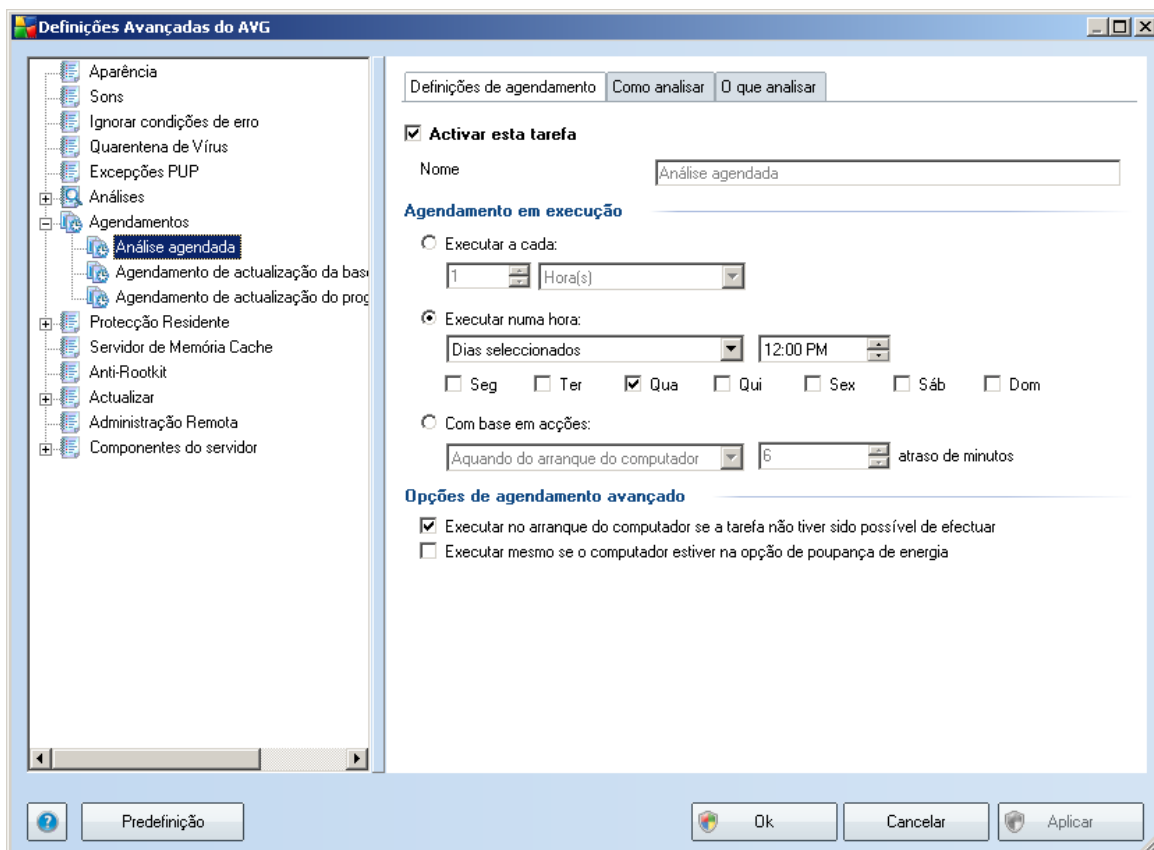 Definições Avançadas do AVG
Aparência
Sons
Ignorar condições de erro
Quarentena de Vírus
Excepções PUP
Análises
Agendamentos
Análise agendada
Agendamento de actualização da base
Agendamento de actualização do prog
Protecção Residente
Servidor de Memória Cache
Anti-Rootkit
Actualizar
Administração Remota
Componentes do servidor
Definições de agendamento Como analisar O que analisar
Activar esta tarefa
Nome Análise agendada
Agendamento em execução
Executar a cada:
1 Hora(s)
Executar numa hora:
Dias seleccionados 12:00 PM
Seg Ter Qua Qui Sex Sáb Dom
Com base em acções:
Aquando do arranque do computador 6 atraso de minutos
Opções de agendamento avançado
Executar no arranque do computador se a tarefa não tiver sido possível de efectuar
Executar mesmo se o computador estiver na opção de poupança de energia
Predefinição Ok Cancelar Aplicar